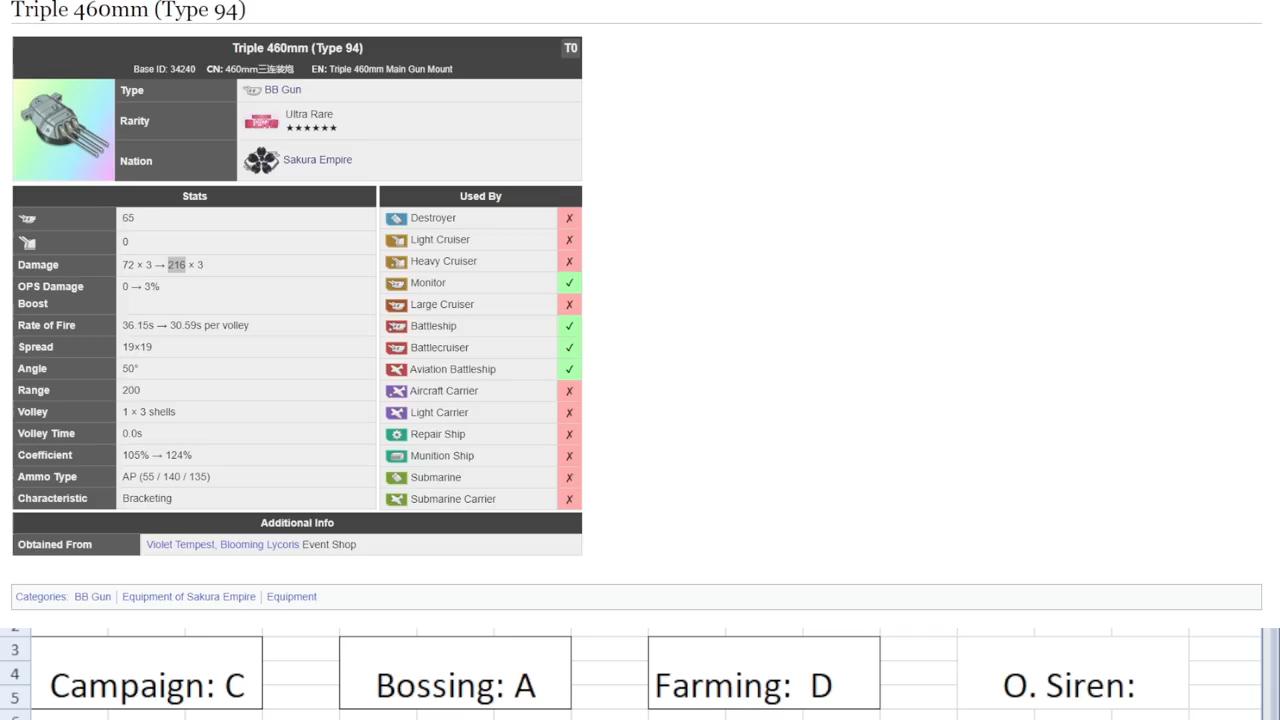 Triple 460mm (Type 94)
Triple 460mm (Type 94) T0
Base ID: 34240 CN: 460mm三连装炮 EN: Triple 460mm Main Gun Mount
Type BB Gun
Rarity Ultra Rare
★★★★★★
Nation Sakura Empire
Stats
65
0
Damage 72 × 3 → 216 × 3
OPS Damage Boost 0 → 3%
Rate of Fire 36.15s → 30.59s per volley
Spread 19×19
Angle 50°
Range 200
Volley 1 × 3 shells
Volley Time 0.0s
Coefficient 105% → 124%
Ammo Type AP (55 / 140 / 135)
Characteristic Bracketing
Used By
Destroyer ✗
Light Cruiser ✗
Heavy Cruiser ✗
Monitor ✓
Large Cruiser ✗
Battleship ✓
Battlecruiser ✓
Aviation Battleship ✓
Aircraft Carrier ✗
Light Carrier ✗
Repair Ship ✗
Munition Ship ✗
Submarine ✗
Submarine Carrier ✗
Additional Info
Obtained From Violet Tempest, Blooming Lycoris Event Shop
Categories: BB Gun | Equipment of Sakura Empire | Equipment
3
4
5
Campaign: C Bossing: A Farming: D O. Siren: